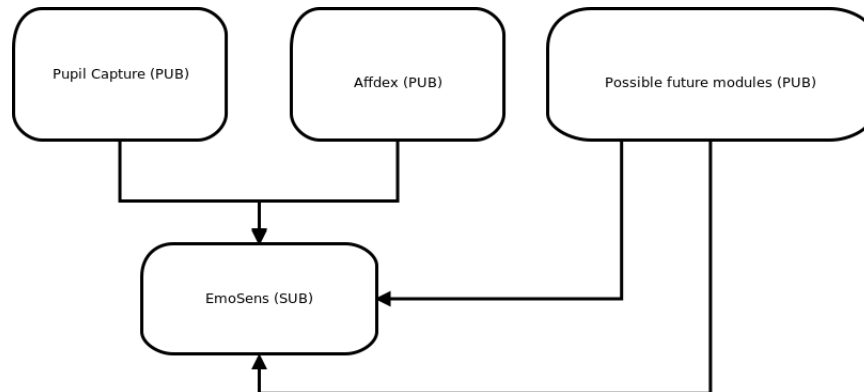 Pupil Capture (PUB)
Affdex (PUB)
Possible future modules (PUB)
EmoSens (SUB)